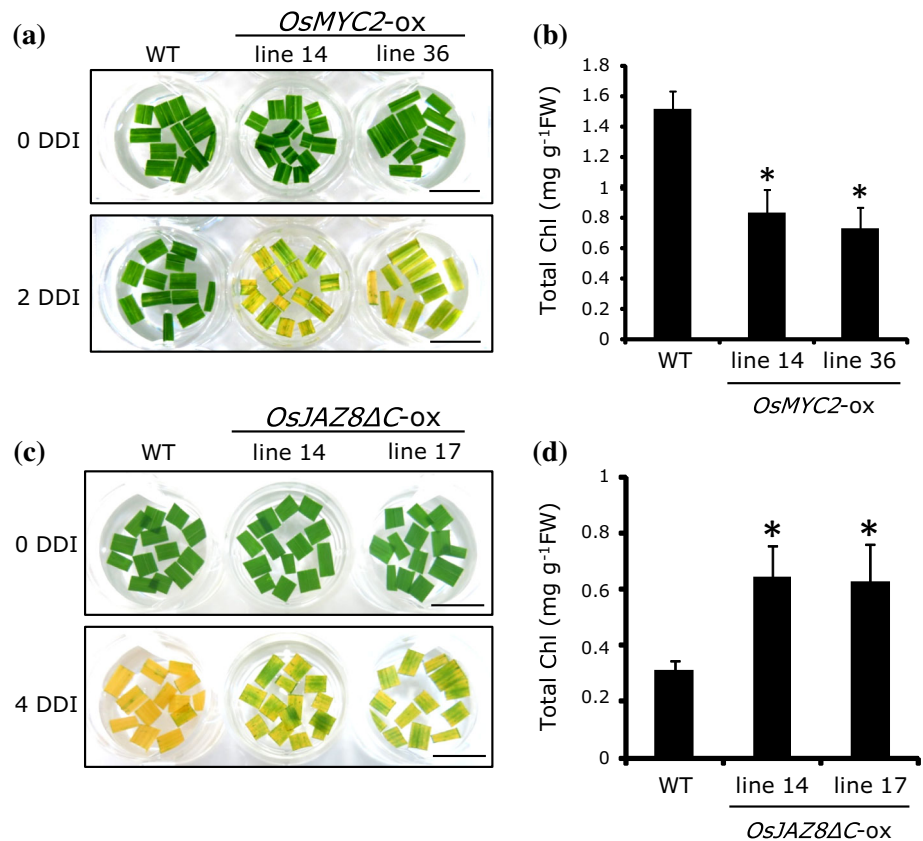 (a)
OsMYC2-ox
WT line 14 line 36
0 DDI
2 DDI
(b)
Total Chl (mg g⁻¹FW)
1.8
1.6
1.4
1.2
1
0.8
0.6
0.4
0.2
0
WT line 14 line 36
* *
OsMYC2-ox
(c)
OsJAZ8ΔC-ox
WT line 14 line 17
0 DDI
4 DDI
(d)
Total Chl (mg g⁻¹FW)
1
0.8
0.6
0.4
0.2
0
* *
WT line 14 line 17
OsJAZ8ΔC-ox